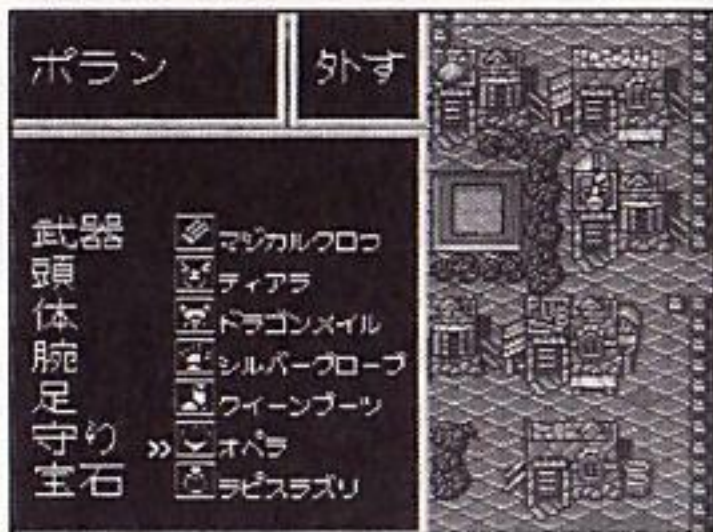 ポラン 外す
武器 マジカルクロウ
頭 ティアラ
体 ドラゴンメイル
腕 シルバーグローブ
足 クイーンブーツ
守り »オペラ
宝石 ラピスラズリ